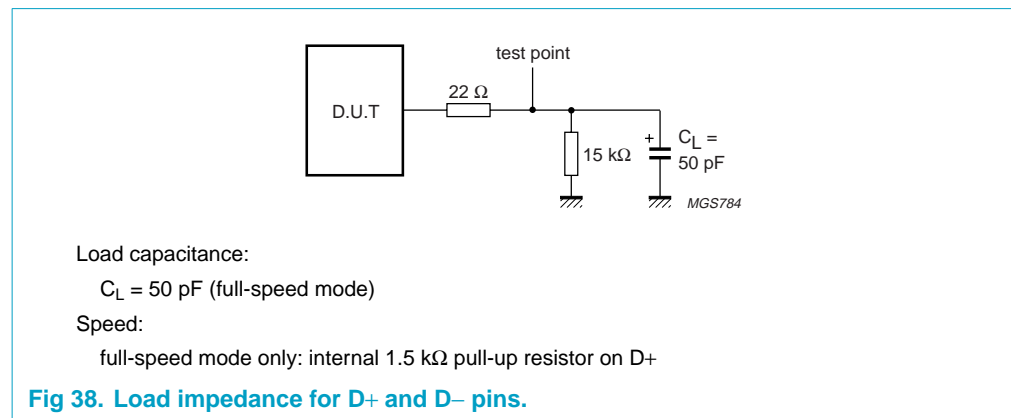 test point
22 Ω
D.U.T
15 kΩ
+
C_L =
50 pF
MGS784
Load capacitance:
C_L = 50 pF (full-speed mode)
Speed:
full-speed mode only: internal 1.5 kΩ pull-up resistor on D+
Fig 38. Load impedance for D+ and D− pins.